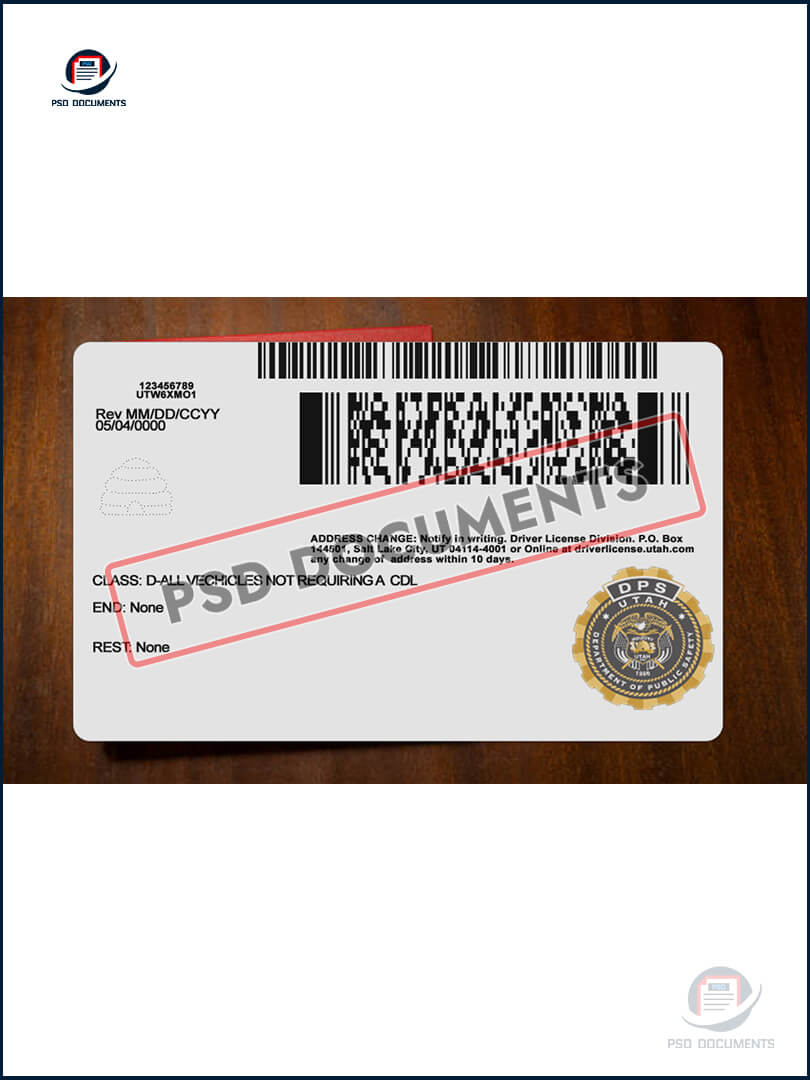 PSD
PSD DOCUMENTS
123456789
UTW6XMO1
Rev MM/DD/CCYY
05/04/0000
ADDRESS CHANGE: Notify in writing. Driver License Division. P.O. Box
144501, Salt Lake City, UT 04114-4001 or Online at driverlicense.utah.com
any change of address within 10 days.
PSD DOCUMENTS
CLASS: D-ALL VECHICLES NOT REQUIRING A CDL
END: None
REST: None
DPS
UTAH
INDUSTRY
UTAH
1896
DEPARTMENT OF PUBLIC SAFETY
PSD
PSD DOCUMENTS